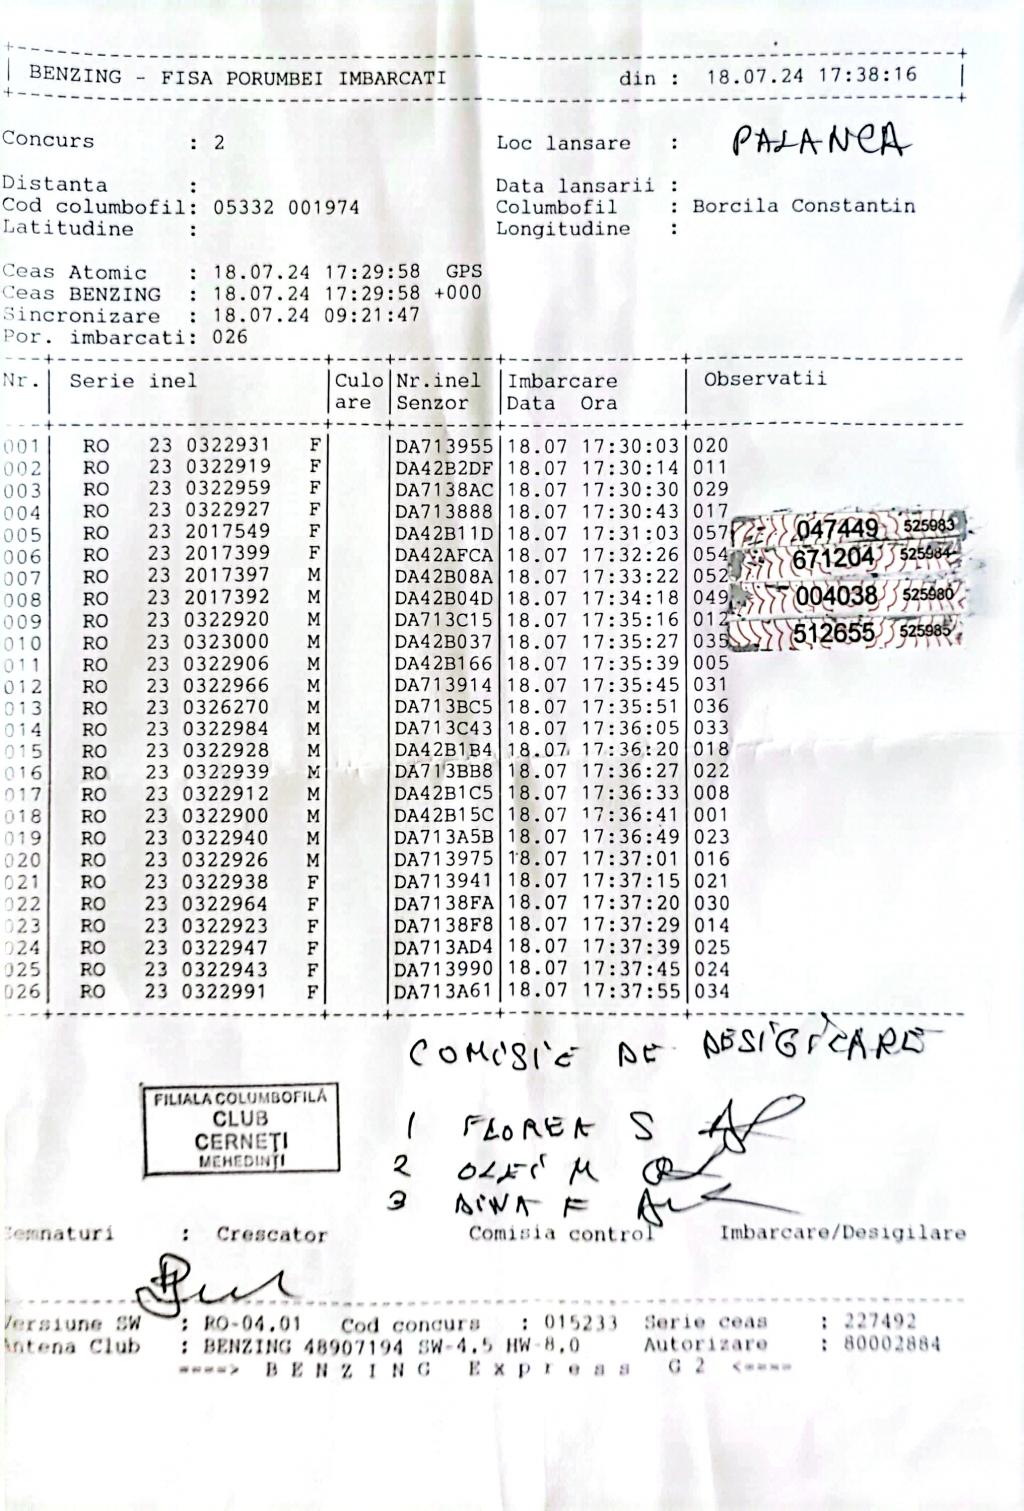 BENZING - FISA PORUMBEI IMBARCATI din : 18.07.24 17:38:16
Concurs : 2 Loc lansare : PALANCA
Distanta : Data lansarii :
Cod columbofil: 05332 001974 Columbofil : Borcila Constantin
Latitudine : Longitudine :
Ceas Atomic : 18.07.24 17:29:58 GPS
Ceas BENZING : 18.07.24 17:29:58 +000
Sincronizare : 18.07.24 09:21:47
Por. imbarcati: 026
Nr. Serie inel Culo Nr.inel Imbarcare Observatii
are Senzor Data Ora
001 RO 23 0322931 F DA713955 18.07 17:30:03 020
002 RO 23 0322919 F DA42B2DF 18.07 17:30:14 011
003 RO 23 0322959 F DA7138AC 18.07 17:30:30 029
004 RO 23 0322927 F DA713888 18.07 17:30:43 017
005 RO 23 2017549 F DA42B11D 18.07 17:31:03 057 047449 525983
006 RO 23 2017399 F DA42AFCA 18.07 17:32:26 054 671204 525984
007 RO 23 2017397 M DA42B08A 18.07 17:33:22 052
008 RO 23 2017392 M DA42B04D 18.07 17:34:18 049 004038 525980
009 RO 23 0322920 M DA713C15 18.07 17:35:16 012
010 RO 23 0323000 M DA42B037 18.07 17:35:27 035 512655 525985
011 RO 23 0322906 M DA42B166 18.07 17:35:39 005
012 RO 23 0322966 M DA713914 18.07 17:35:45 031
013 RO 23 0326270 M DA713BC5 18.07 17:35:51 036
014 RO 23 0322984 M DA713C43 18.07 17:36:05 033
015 RO 23 0322928 M DA42B1B4 18.07 17:36:20 018
016 RO 23 0322939 M DA713BB8 18.07 17:36:27 022
017 RO 23 0322912 M DA42B1C5 18.07 17:36:33 008
018 RO 23 0322900 M DA42B15C 18.07 17:36:41 001
019 RO 23 0322940 M DA713A5B 18.07 17:36:49 023
020 RO 23 0322926 M DA713975 18.07 17:37:01 016
021 RO 23 0322938 F DA713941 18.07 17:37:15 021
022 RO 23 0322964 F DA7138FA 18.07 17:37:20 030
023 RO 23 0322923 F DA7138F8 18.07 17:37:29 014
024 RO 23 0322947 F DA713AD4 18.07 17:37:39 025
025 RO 23 0322943 F DA713990 18.07 17:37:45 024
026 RO 23 0322991 F DA713A61 18.07 17:37:55 034
COMISIE DE DESIGICARE
FILIALA COLUMBOFILĂ
CLUB
CERNEȚI
MEHEDINȚI
1 FLOREA S
2 OLEI M
3 DINA F
Semnaturi : Crescator Comisia control Imbarcare/Desigilare
Versiune SW : RO-04.01 Cod concurs : 015233 Serie ceas : 227492
Antena Club : BENZING 48907194 SW-4.5 HW-8.0 Autorizare : 80002884
====> B E N Z I N G E x p r e s s G 2 <====